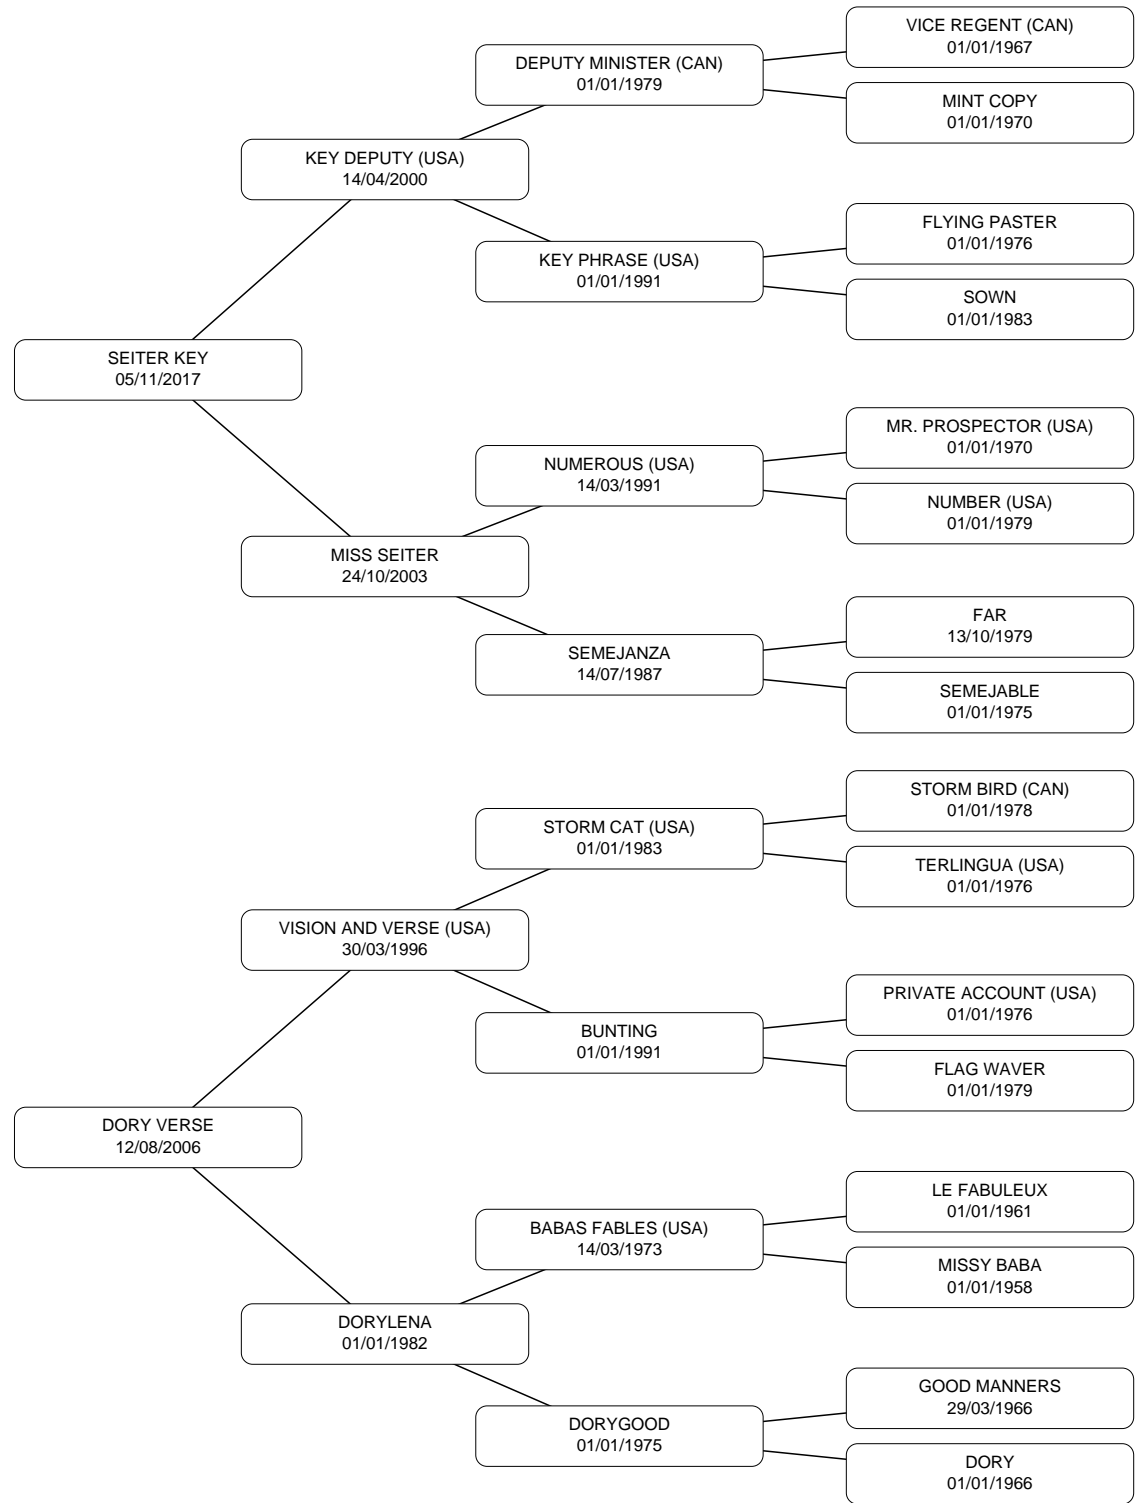 VICE REGENT (CAN)
01/01/1967
DEPUTY MINISTER (CAN)
01/01/1979
MINT COPY
01/01/1970
KEY DEPUTY (USA)
14/04/2000
FLYING PASTER
01/01/1976
KEY PHRASE (USA)
01/01/1991
SOWN
01/01/1983
SEITER KEY
05/11/2017
MR. PROSPECTOR (USA)
01/01/1970
NUMEROUS (USA)
14/03/1991
NUMBER (USA)
01/01/1979
MISS SEITER
24/10/2003
FAR
13/10/1979
SEMEJANZA
14/07/1987
SEMEJABLE
01/01/1975
STORM BIRD (CAN)
01/01/1978
STORM CAT (USA)
01/01/1983
TERLINGUA (USA)
01/01/1976
VISION AND VERSE (USA)
30/03/1996
PRIVATE ACCOUNT (USA)
01/01/1976
BUNTING
01/01/1991
FLAG WAVER
01/01/1979
DORY VERSE
12/08/2006
LE FABULEUX
01/01/1961
BABAS FABLES (USA)
14/03/1973
MISSY BABA
01/01/1958
DORYLENA
01/01/1982
GOOD MANNERS
29/03/1966
DORYGOOD
01/01/1975
DORY
01/01/1966